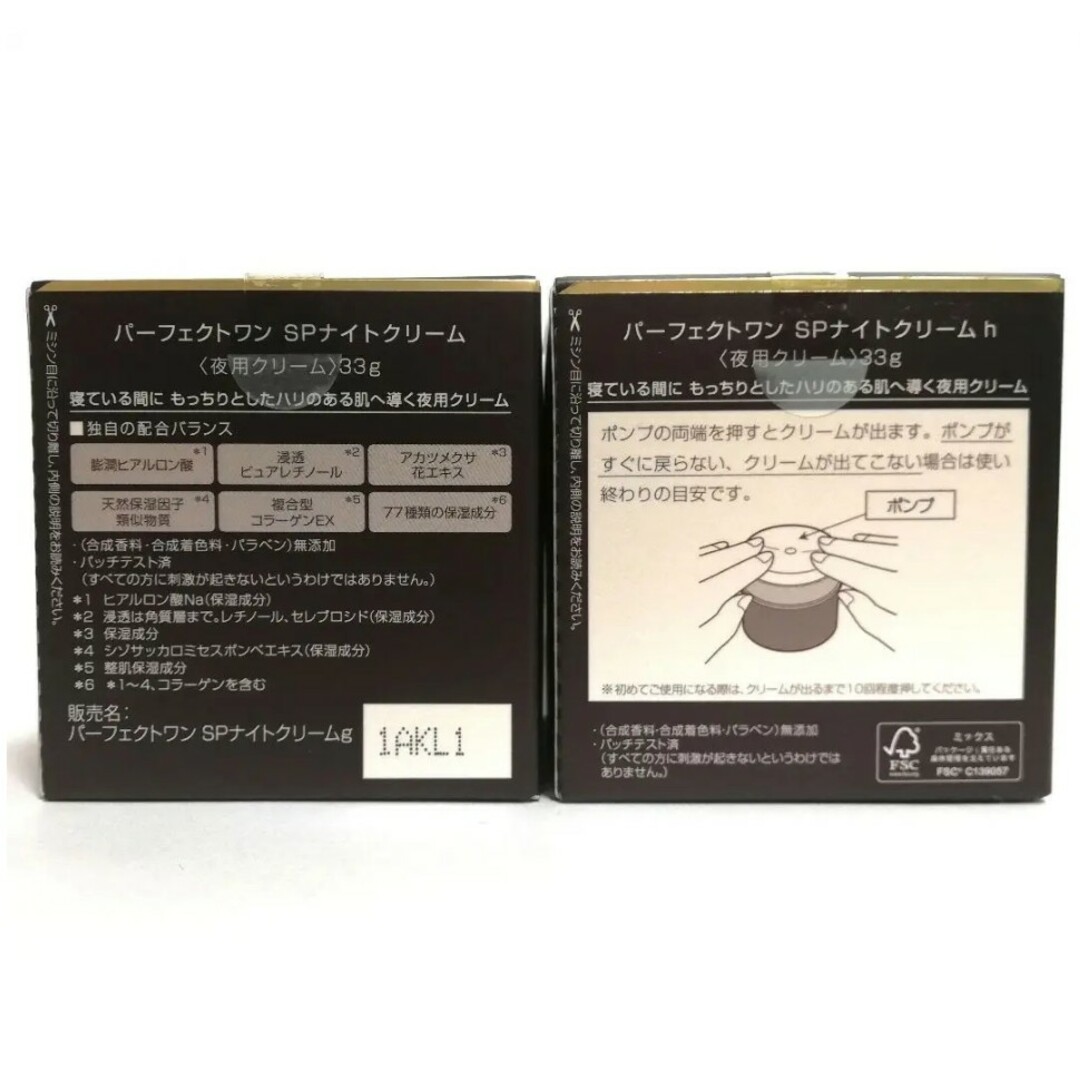 パーフェクトワン SPナイトクリーム
〈夜用クリーム〉33g
寝ている間に もっちりとしたハリのある肌へ導く夜用クリーム
■独自の配合バランス
膨潤ヒアルロン酸*1
浸透*2
ピュアレチノール
アカツメクサ*3
花エキス
天然保湿因子*4
類似物質
複合型*5
コラーゲンEX
77種類の保湿成分*6
・(合成香料・合成着色料・パラベン)無添加
・パッチテスト済
(すべての方に刺激が起きないというわけではありません。)
*1 ヒアルロン酸Na(保湿成分)
*2 浸透は角質層まで。レチノール、セレブロシド(保湿成分)
*3 保湿成分
*4 シゾサッカロミセスポンベエキス(保湿成分)
*5 整肌保湿成分
*6 *1~4、コラーゲンを含む
販売名:
パーフェクトワン SPナイトクリームg
1AKL1
ミシン目に沿って切り離し、内側の説明をお読みください。
パーフェクトワン SPナイトクリーム h
〈夜用クリーム〉33g
寝ている間に もっちりとしたハリのある肌へ導く夜用クリーム
ポンプの両端を押すとクリームが出ます。ポンプが
すぐに戻らない、クリームが出てこない場合は使い
終わりの目安です。
ポンプ
※初めてご使用になる際は、クリームが出るまで10回程度押してください。
・(合成香料・合成着色料・パラベン)無添加
・パッチテスト済
(すべての方に刺激が起きないというわけでは
ありません。)
FSC
ミックス
パッケージ|責任ある
森林管理を支えています
FSC® C139057
ミシン目に沿って切り離し、内側の説明をお読みください。